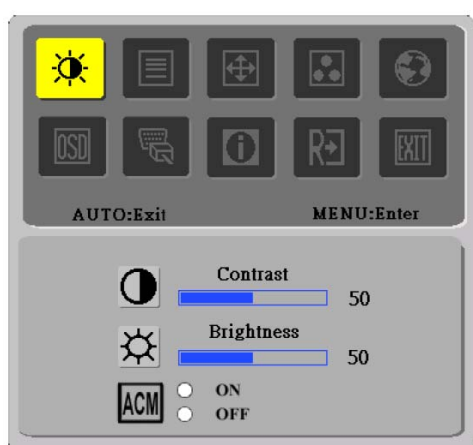 OSD
i
R
EXIT
AUTO:Exit MENU:Enter
Contrast
50
Brightness
50
ACM ON
OFF